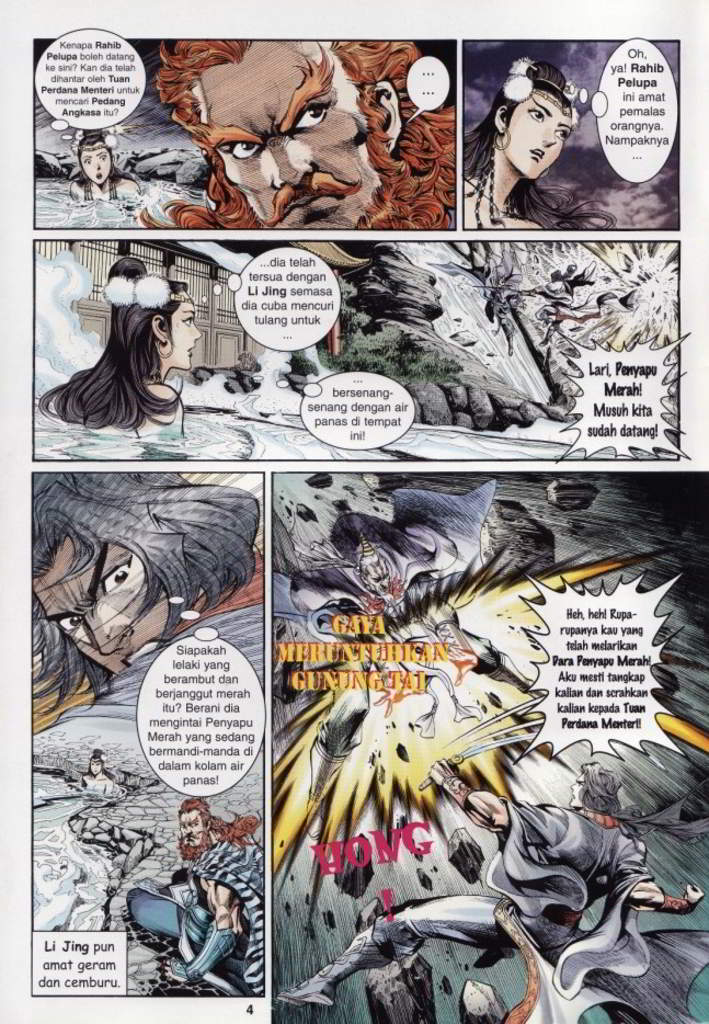 Kenapa Rahib
Pelupa boleh datang
ke sini? Kan dia telah
dihantar oleh Tuan
Perdana Menteri untuk
mencari Pedang
Angkasa itu?
...
...
Oh,
ya! Rahib
Pelupa
ini amat
pemalas
orangnya.
Nampaknya
...
...dia telah
tersua dengan
Li Jing semasa
dia cuba mencuri
tulang untuk
...
...
bersenang-
senang dengan air
panas di tempat
ini!
Lari, Penyapu
Merah!
Musuh kita
sudah datang!
Siapakah
lelaki yang
berambut dan
berjanggut merah
itu? Berani dia
mengintai Penyapu
Merah yang sedang
bermandi-manda di
dalam kolam air
panas!
Li Jing pun
amat geram
dan cemburu.
GAYA
MERUNTUHKAN
GUNUNG TAI
Heh, heh! Rupa-
rupanya kau yang
telah melarikan
Dara Penyapu Merah!
Aku mesti tangkap
kalian dan scrahkan
kalian kepada Tuan
Perdana Menteri!
HONG
!
4